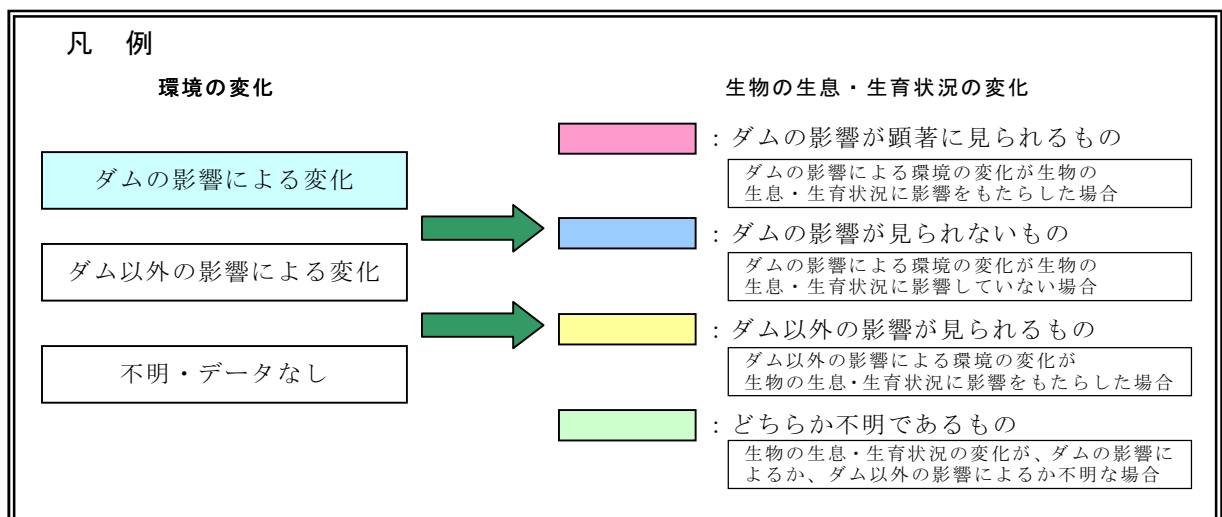 凡 例
環境の変化
ダムの影響による変化
ダム以外の影響による変化
不明・データなし
生物の生息・生育状況の変化
：ダムの影響が顕著に見られるもの
ダムの影響による環境の変化が生物の
生息・生育状況に影響をもたらした場合
：ダムの影響が見られないもの
ダムの影響による環境の変化が生物の
生息・生育状況に影響していない場合
：ダム以外の影響が見られるもの
ダム以外の影響による環境の変化が
生物の生息・生育状況に影響をもたらした場合
：どちらか不明であるもの
生物の生息・生育状況の変化が、ダムの影響に
よるか、ダム以外の影響によるか不明な場合